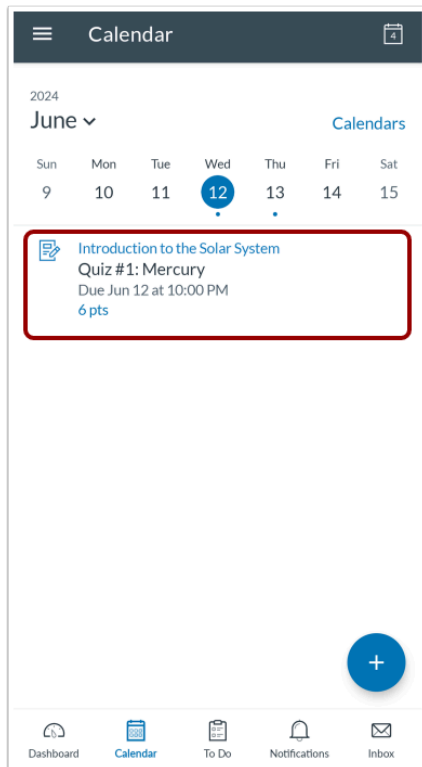 Calendar
4
2024
June
Calendars
Sun Mon Tue Wed Thu Fri Sat
9 10 11 12 13 14 15
Introduction to the Solar System
Quiz #1: Mercury
Due Jun 12 at 10:00 PM
6 pts
+
Dashboard Calendar To Do Notifications Inbox